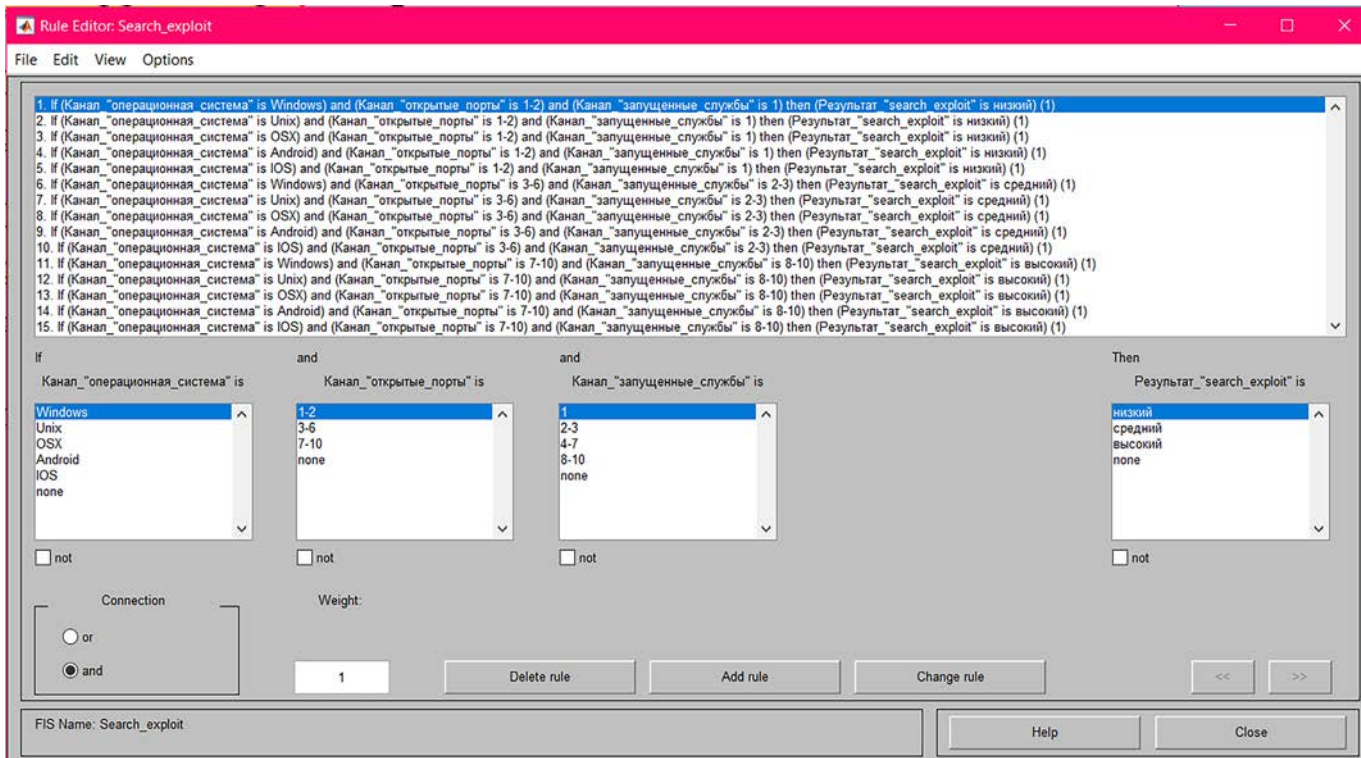 Rule Editor: Search_exploit
File Edit View Options
1. If (Канал_"операционная_система" is Windows) and (Канал_"открытые_порты" is 1-2) and (Канал_"запущенные_службы" is 1) then (Результат_"search_exploit" is низкий) (1)
2. If (Канал_"операционная_система" is Unix) and (Канал_"открытые_порты" is 1-2) and (Канал_"запущенные_службы" is 1) then (Результат_"search_exploit" is низкий) (1)
3. If (Канал_"операционная_система" is OSX) and (Канал_"открытые_порты" is 1-2) and (Канал_"запущенные_службы" is 1) then (Результат_"search_exploit" is низкий) (1)
4. If (Канал_"операционная_система" is Android) and (Канал_"открытые_порты" is 1-2) and (Канал_"запущенные_службы" is 1) then (Результат_"search_exploit" is низкий) (1)
5. If (Канал_"операционная_система" is IOS) and (Канал_"открытые_порты" is 1-2) and (Канал_"запущенные_службы" is 1) then (Результат_"search_exploit" is низкий) (1)
6. If (Канал_"операционная_система" is Windows) and (Канал_"открытые_порты" is 3-6) and (Канал_"запущенные_службы" is 2-3) then (Результат_"search_exploit" is средний) (1)
7. If (Канал_"операционная_система" is Unix) and (Канал_"открытые_порты" is 3-6) and (Канал_"запущенные_службы" is 2-3) then (Результат_"search_exploit" is средний) (1)
8. If (Канал_"операционная_система" is OSX) and (Канал_"открытые_порты" is 3-6) and (Канал_"запущенные_службы" is 2-3) then (Результат_"search_exploit" is средний) (1)
9. If (Канал_"операционная_система" is Android) and (Канал_"открытые_порты" is 3-6) and (Канал_"запущенные_службы" is 2-3) then (Результат_"search_exploit" is средний) (1)
10. If (Канал_"операционная_система" is IOS) and (Канал_"открытые_порты" is 3-6) and (Канал_"запущенные_службы" is 2-3) then (Результат_"search_exploit" is средний) (1)
11. If (Канал_"операционная_система" is Windows) and (Канал_"открытые_порты" is 7-10) and (Канал_"запущенные_службы" is 8-10) then (Результат_"search_exploit" is высокий) (1)
12. If (Канал_"операционная_система" is Unix) and (Канал_"открытые_порты" is 7-10) and (Канал_"запущенные_службы" is 8-10) then (Результат_"search_exploit" is высокий) (1)
13. If (Канал_"операционная_система" is OSX) and (Канал_"открытые_порты" is 7-10) and (Канал_"запущенные_службы" is 8-10) then (Результат_"search_exploit" is высокий) (1)
14. If (Канал_"операционная_система" is Android) and (Канал_"открытые_порты" is 7-10) and (Канал_"запущенные_службы" is 8-10) then (Результат_"search_exploit" is высокий) (1)
15. If (Канал_"операционная_система" is IOS) and (Канал_"открытые_порты" is 7-10) and (Канал_"запущенные_службы" is 8-10) then (Результат_"search_exploit" is высокий) (1)
If and and Then
Канал_"операционная_система" is Канал_"открытые_порты" is Канал_"запущенные_службы" is Результат_"search_exploit" is
Windows 1-2 1 низкий
Unix 3-6 2-3 средний
OSX 7-10 4-7 высокий
Android none 8-10 none
IOS none
none
not not not not
Connection Weight:
or
and 1 Delete rule Add rule Change rule << >>
FIS Name: Search_exploit Help Close